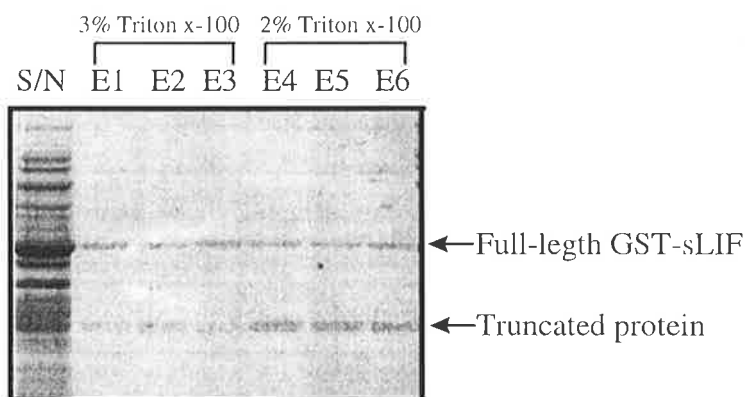 3% Triton x-100 2% Triton x-100
S/N E1 E2 E3 E4 E5 E6
Full-legth GST-sLIF
Truncated protein